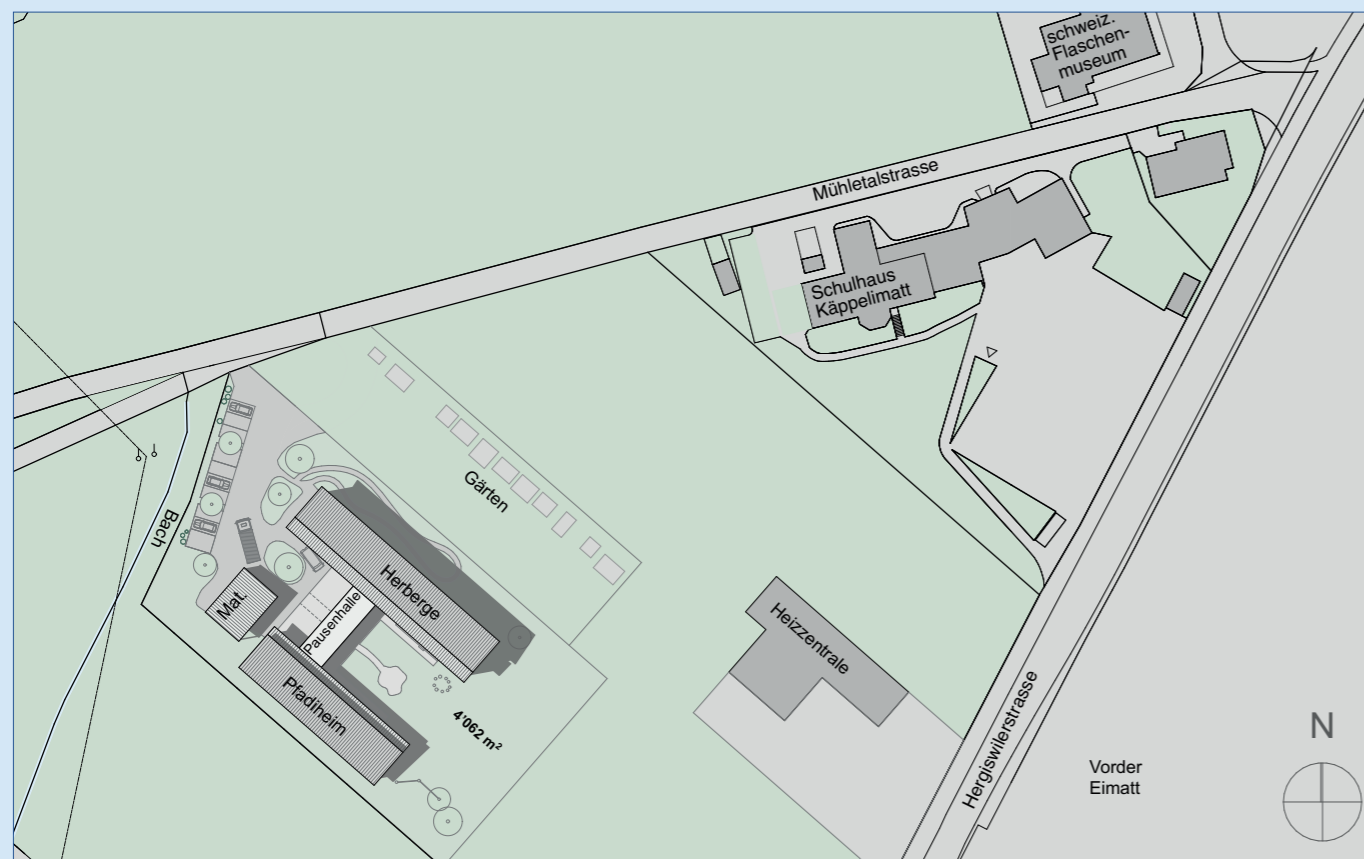 schweiz.
Flaschen-
museum
Mühletalstrasse
Schulhaus
Käppelimatt
Gärten
Bach
Herberge
Mat.
Pausenhalle
Pfadiheim
4'062 m²
Heizzentrale
Hergiswilerstrasse
Vorder
Eimatt
N